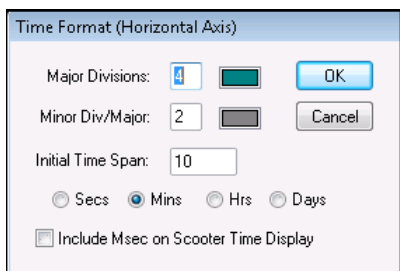 Time Format (Horizontal Axis)
Major Divisions: 4 OK
Minor Div/Major: 2 Cancel
Initial Time Span: 10
Secs Mins Hrs Days
Include Msec on Scooter Time Display